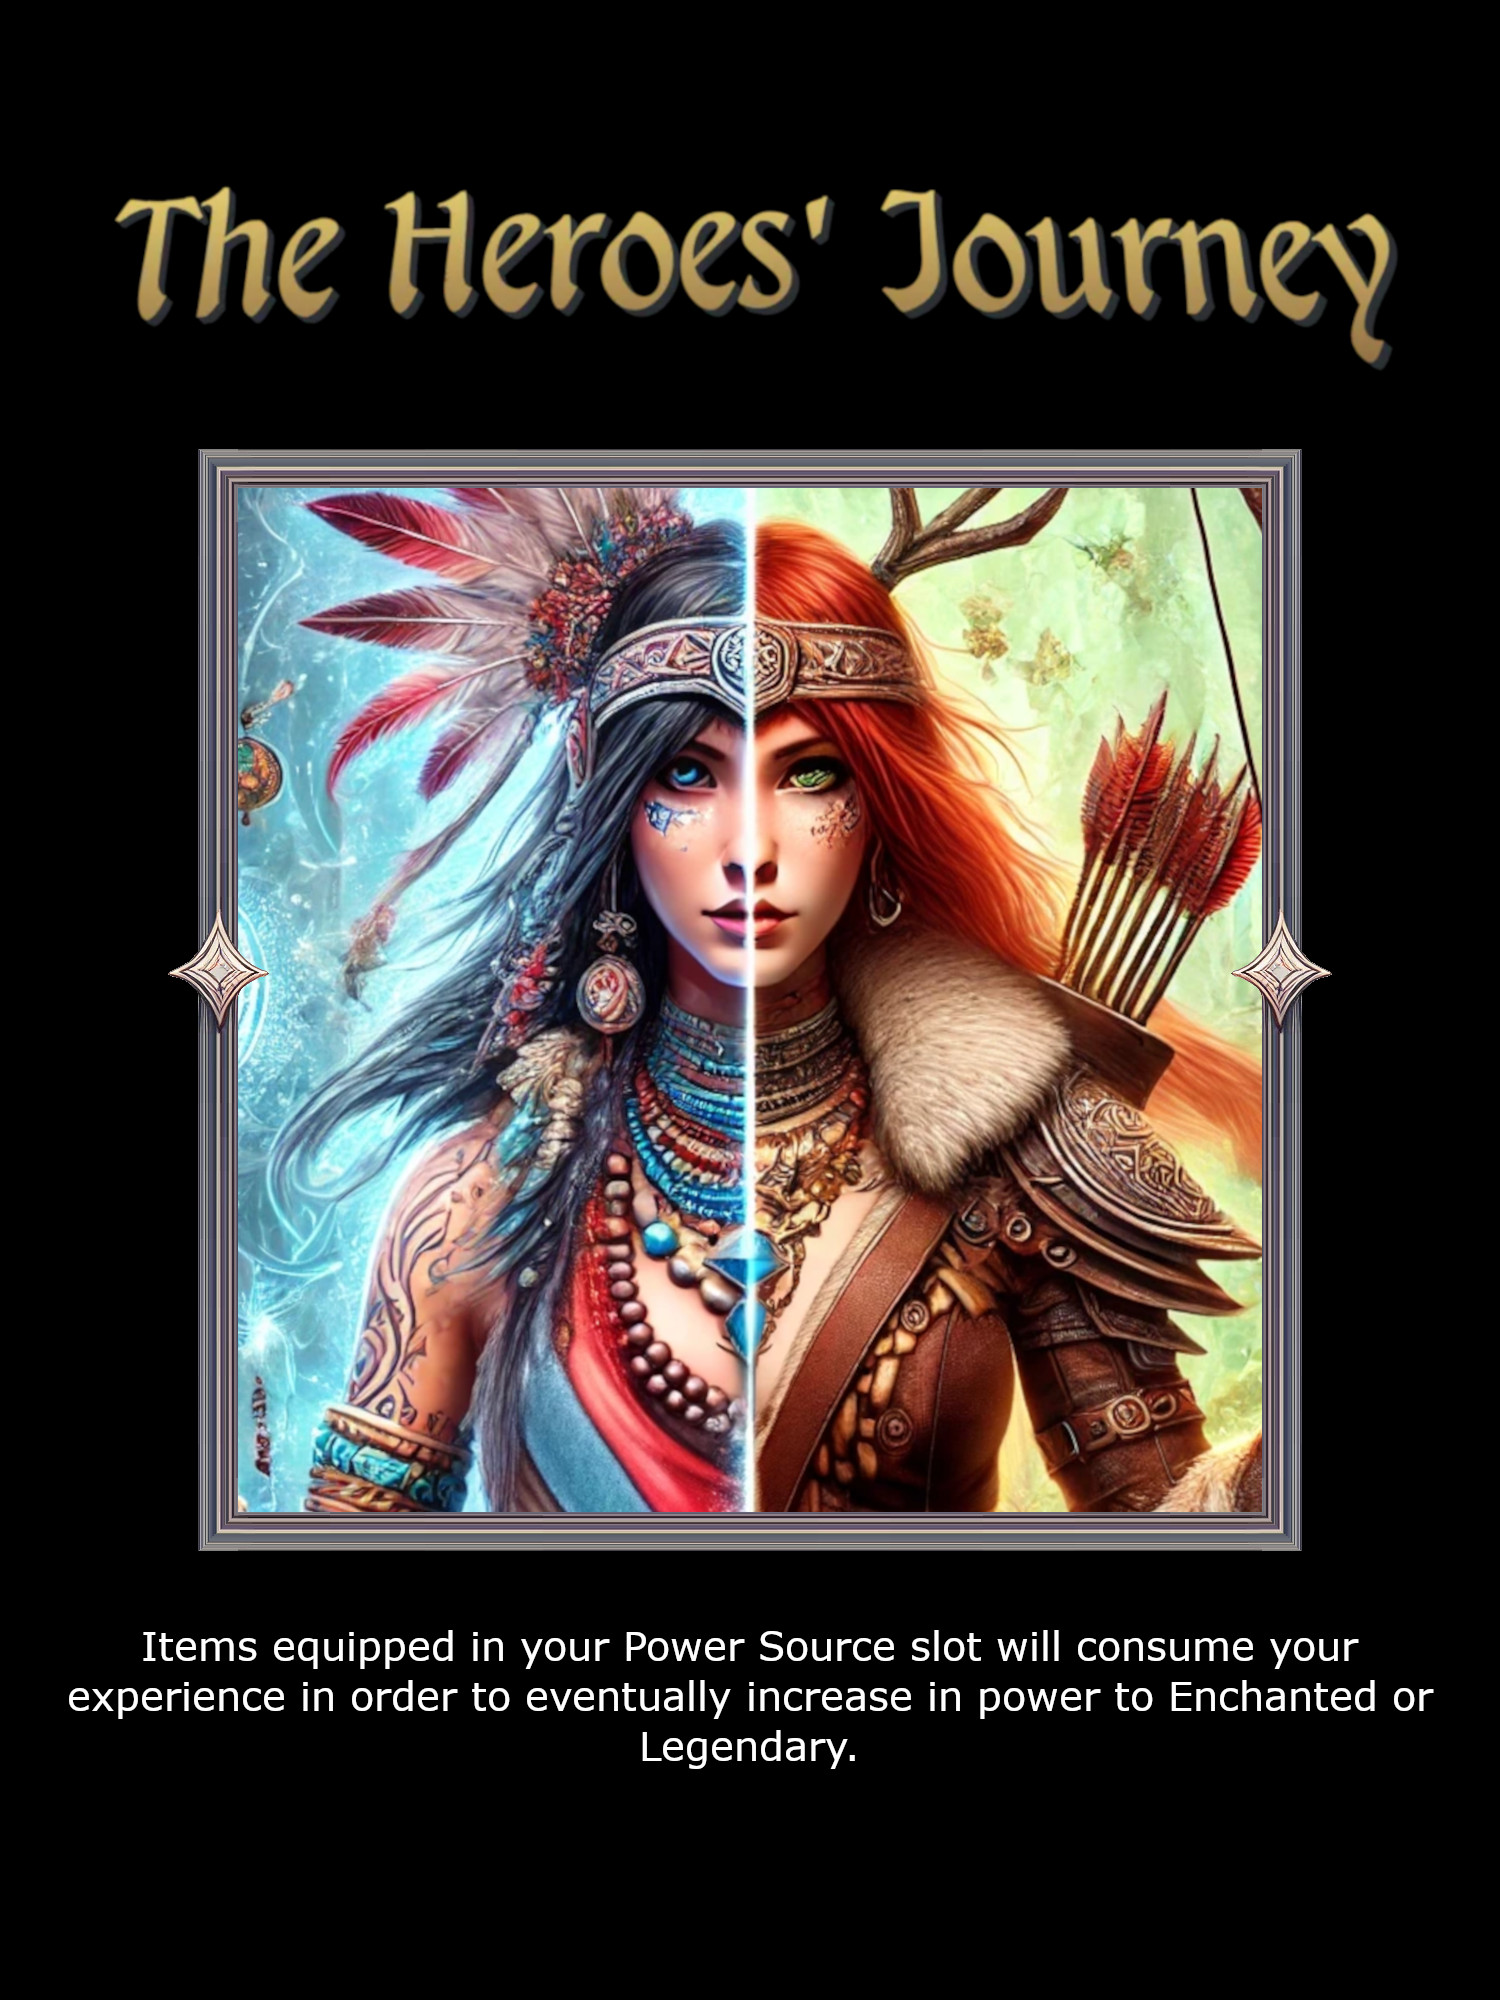 The Heroes' Journey
Items equipped in your Power Source slot will consume your
experience in order to eventually increase in power to Enchanted or
Legendary.